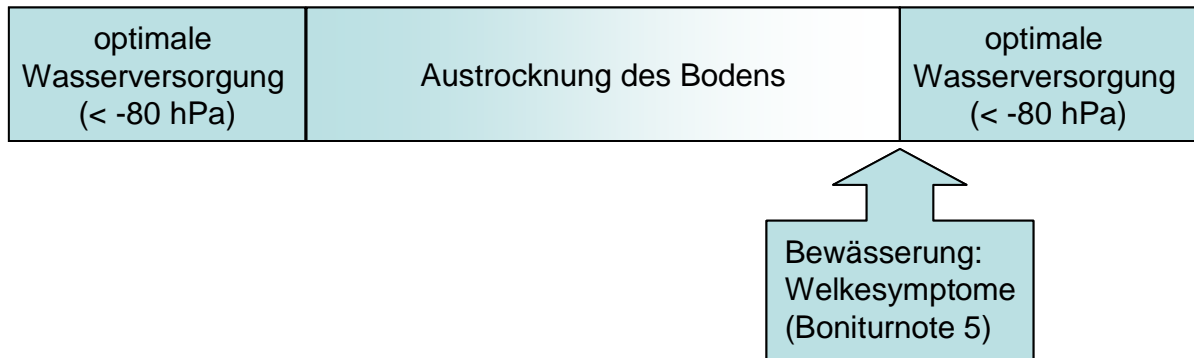 optimale
Wasserversorgung
(< -80 hPa)
Austrocknung des Bodens
optimale
Wasserversorgung
(< -80 hPa)
Bewässerung:
Welkesymptome
(Boniturnote 5)